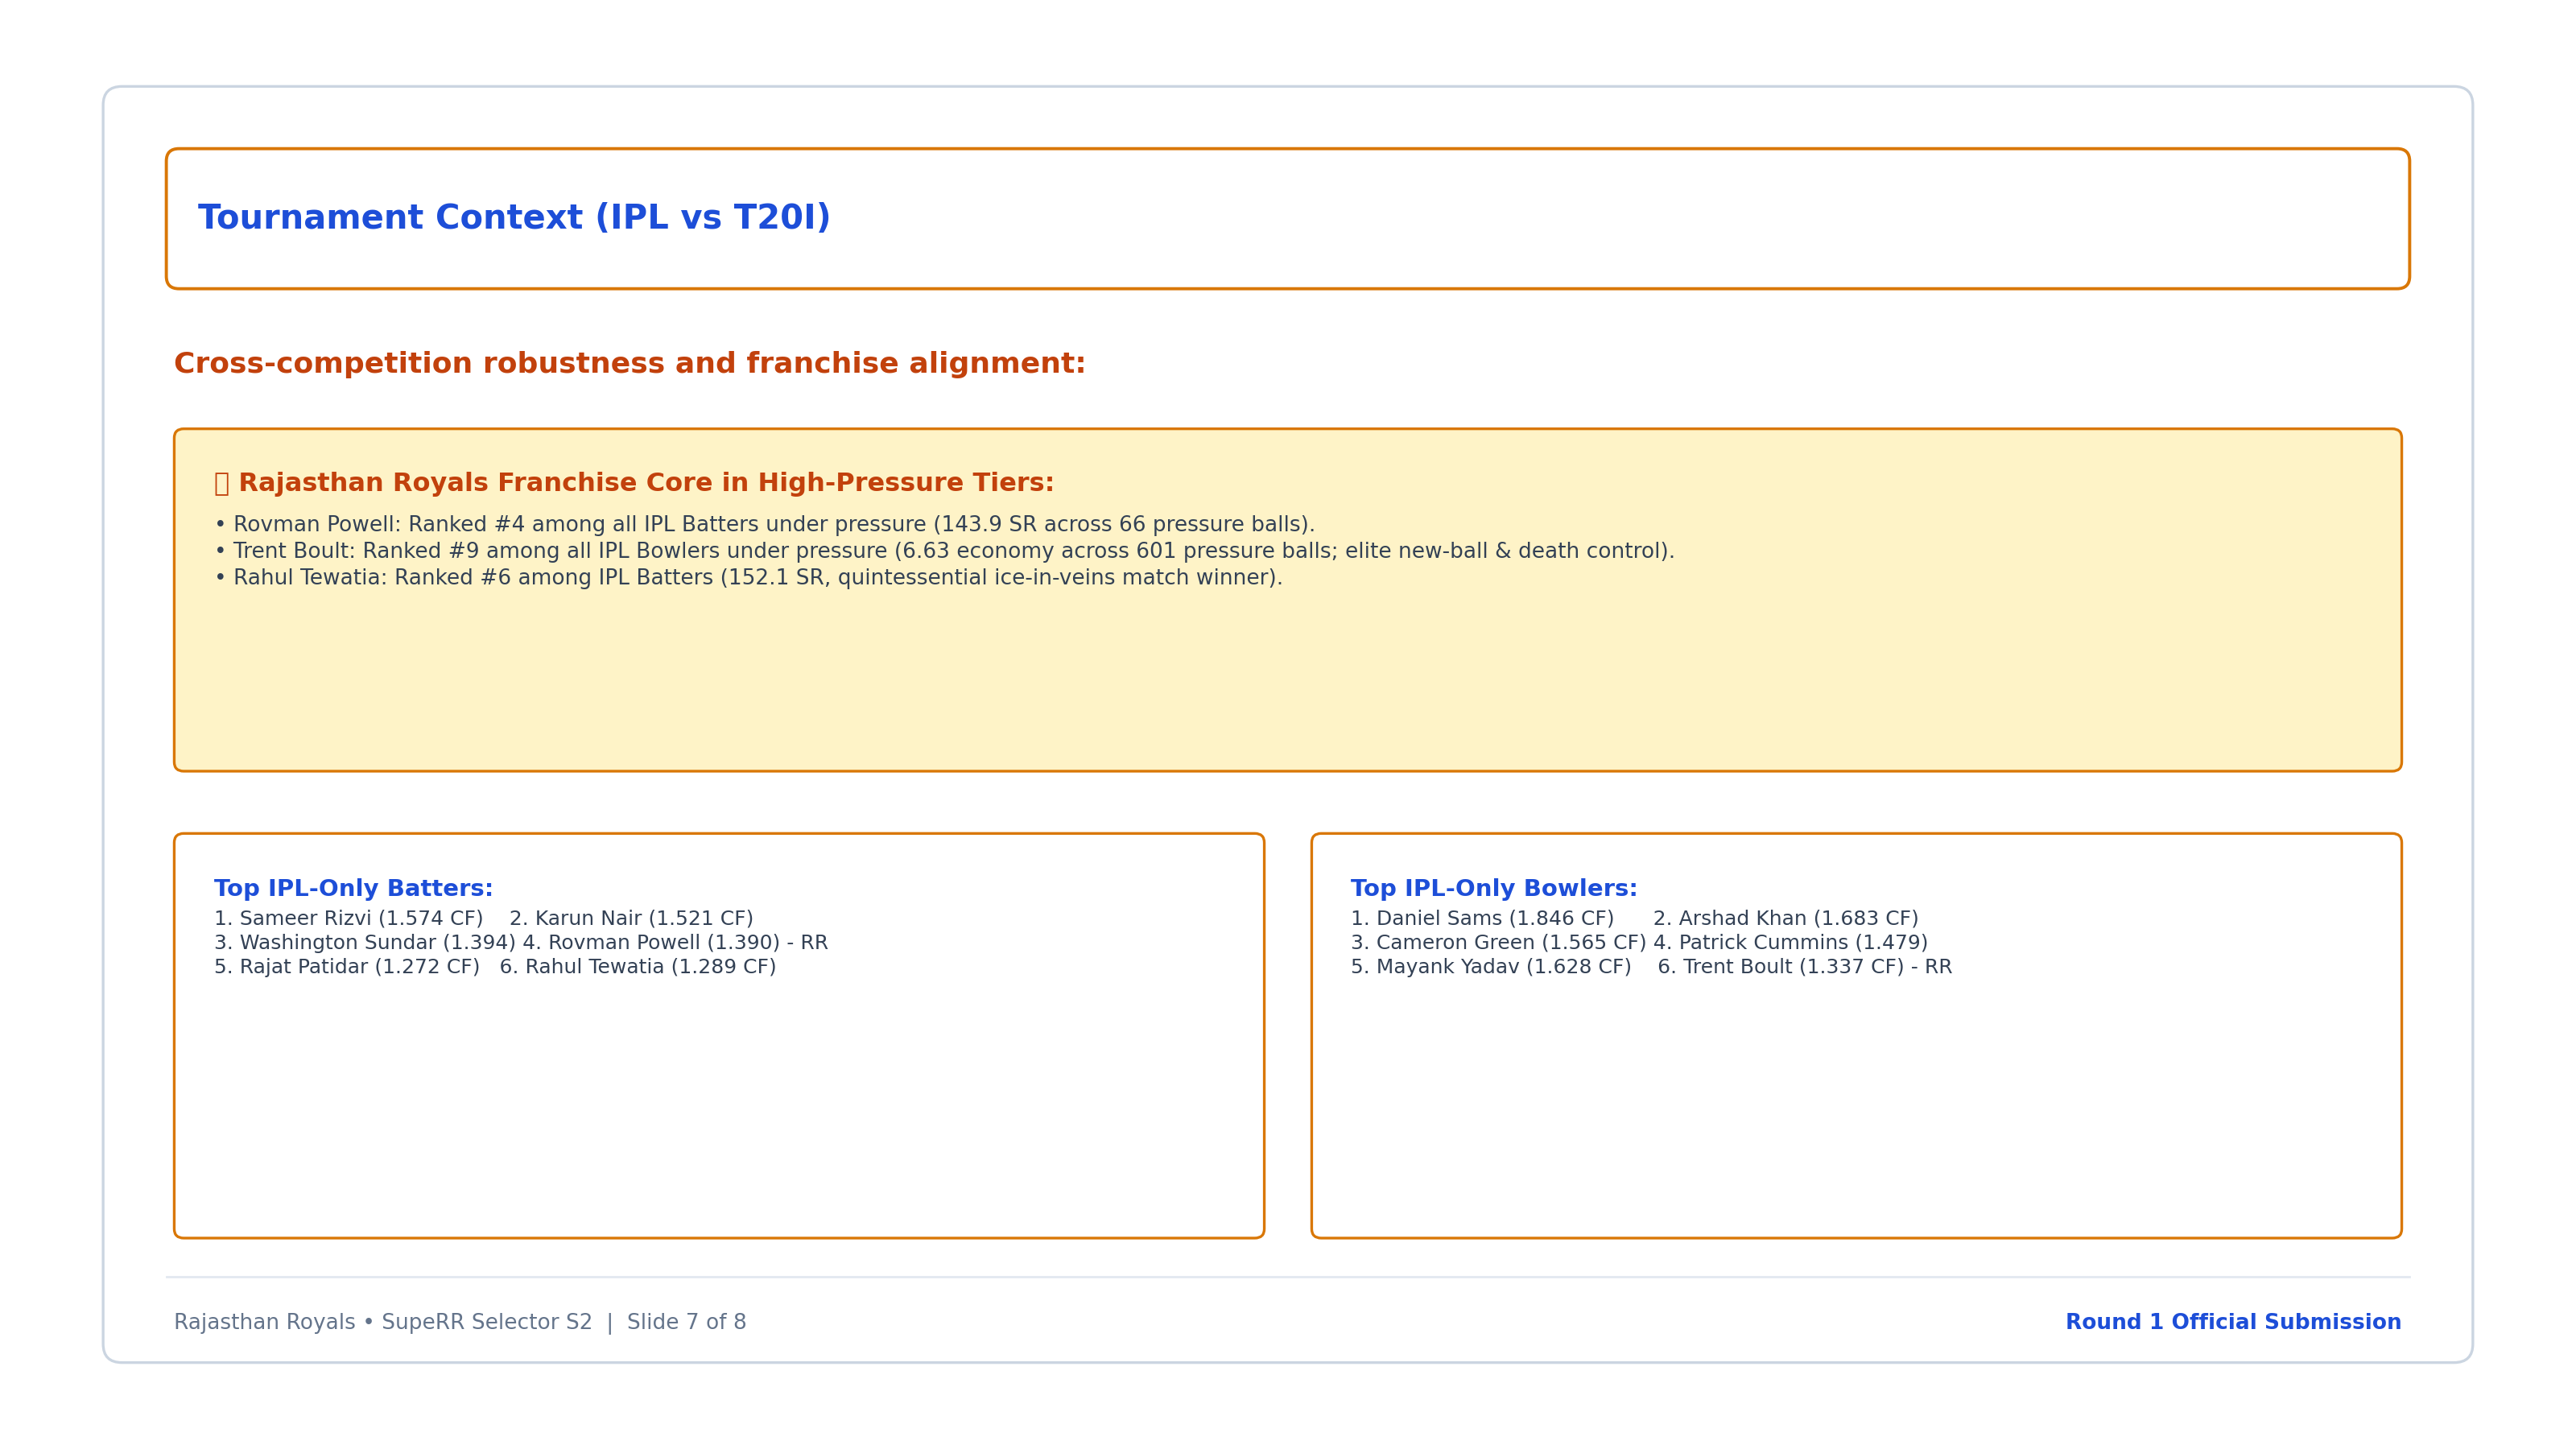 Tournament Context (IPL vs T20I)
Cross-competition robustness and franchise alignment:
Rajasthan Royals Franchise Core in High-Pressure Tiers:
• Rovman Powell: Ranked #4 among all IPL Batters under pressure (143.9 SR across 66 pressure balls).
• Trent Boult: Ranked #9 among all IPL Bowlers under pressure (6.63 economy across 601 pressure balls; elite new-ball & death control).
• Rahul Tewatia: Ranked #6 among IPL Batters (152.1 SR, quintessential ice-in-veins match winner).
Top IPL-Only Batters:
1. Sameer Rizvi (1.574 CF)    2. Karun Nair (1.521 CF)
3. Washington Sundar (1.394) 4. Rovman Powell (1.390) - RR
5. Rajat Patidar (1.272 CF)   6. Rahul Tewatia (1.289 CF)
Top IPL-Only Bowlers:
1. Daniel Sams (1.846 CF)      2. Arshad Khan (1.683 CF)
3. Cameron Green (1.565 CF) 4. Patrick Cummins (1.479)
5. Mayank Yadav (1.628 CF)    6. Trent Boult (1.337 CF) - RR
Rajasthan Royals • SupeRR Selector S2  |  Slide 7 of 8
Round 1 Official Submission